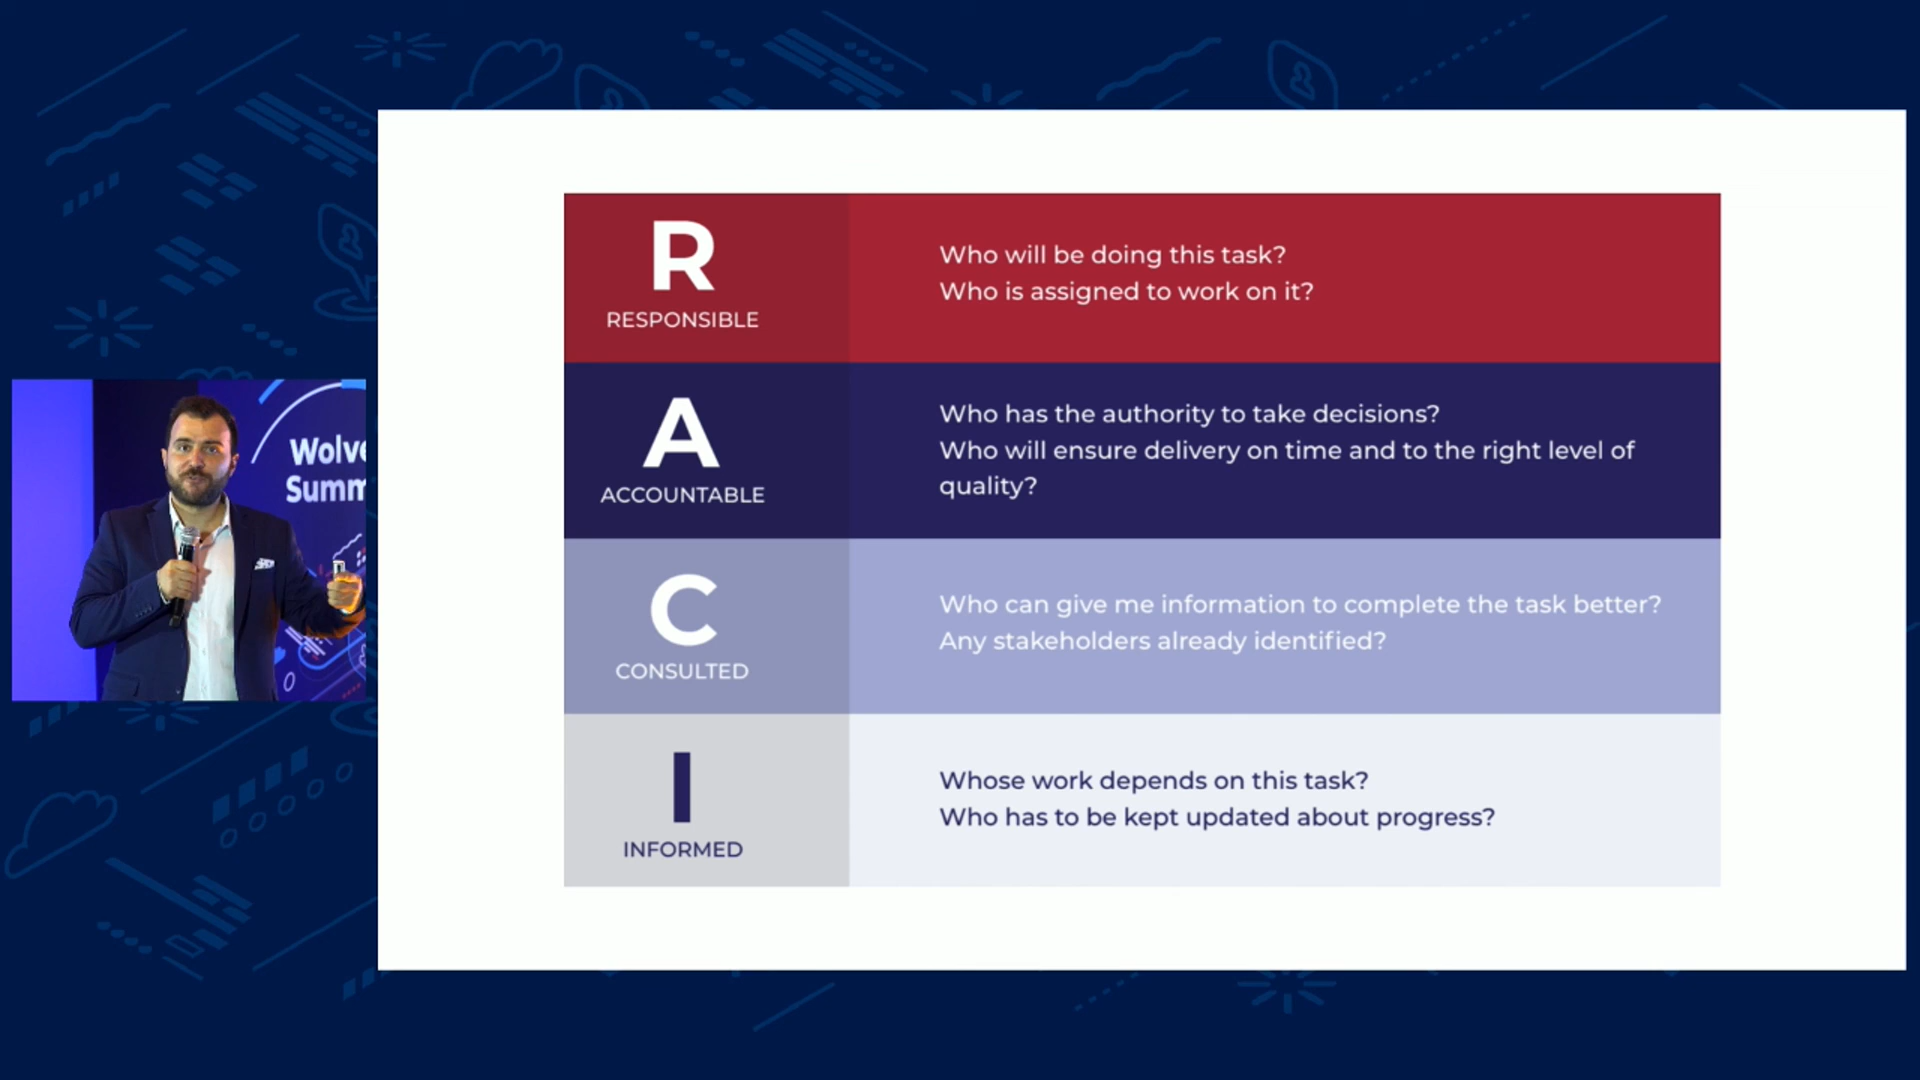 Wolve
Summ
R
RESPONSIBLE
Who will be doing this task?
Who is assigned to work on it?
A
ACCOUNTABLE
Who has the authority to take decisions?
Who will ensure delivery on time and to the right level of
quality?
C
CONSULTED
Who can give me information to complete the task better?
Any stakeholders already identified?
I
INFORMED
Whose work depends on this task?
Who has to be kept updated about progress?